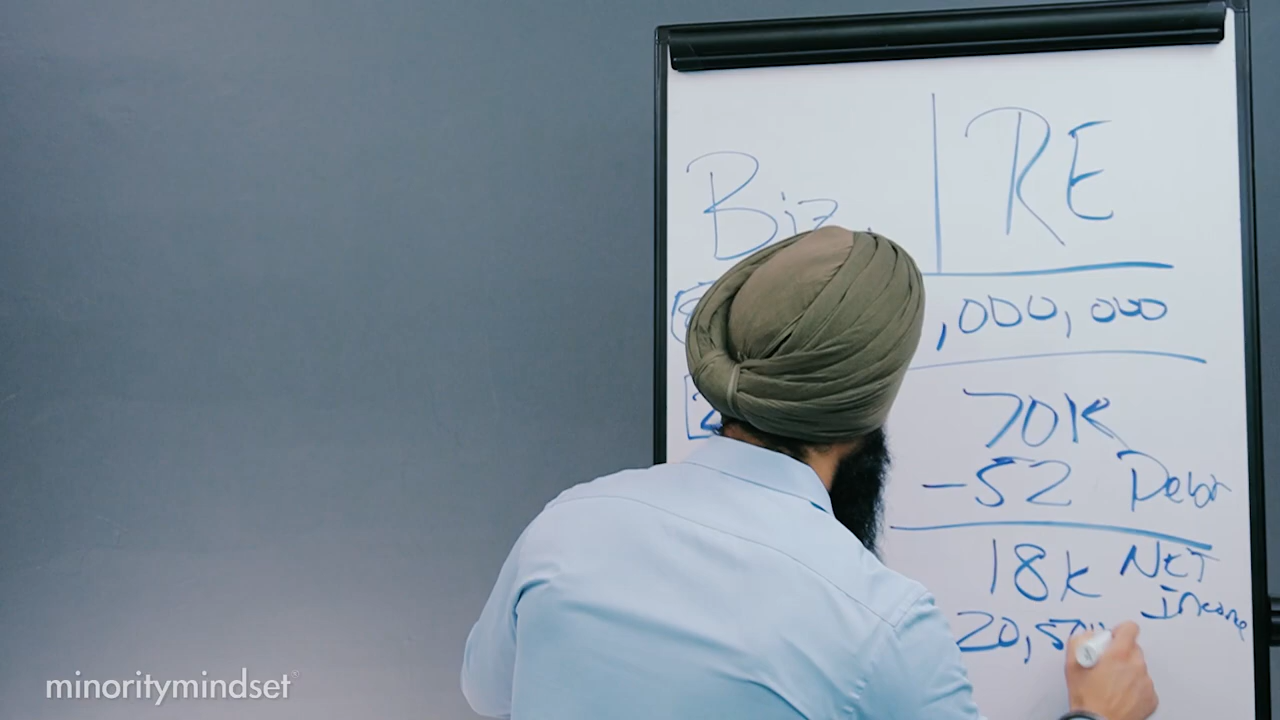 Biz RE
,000,000
70K
-52 Debt
18K NET
Income
20,5
minoritymindset